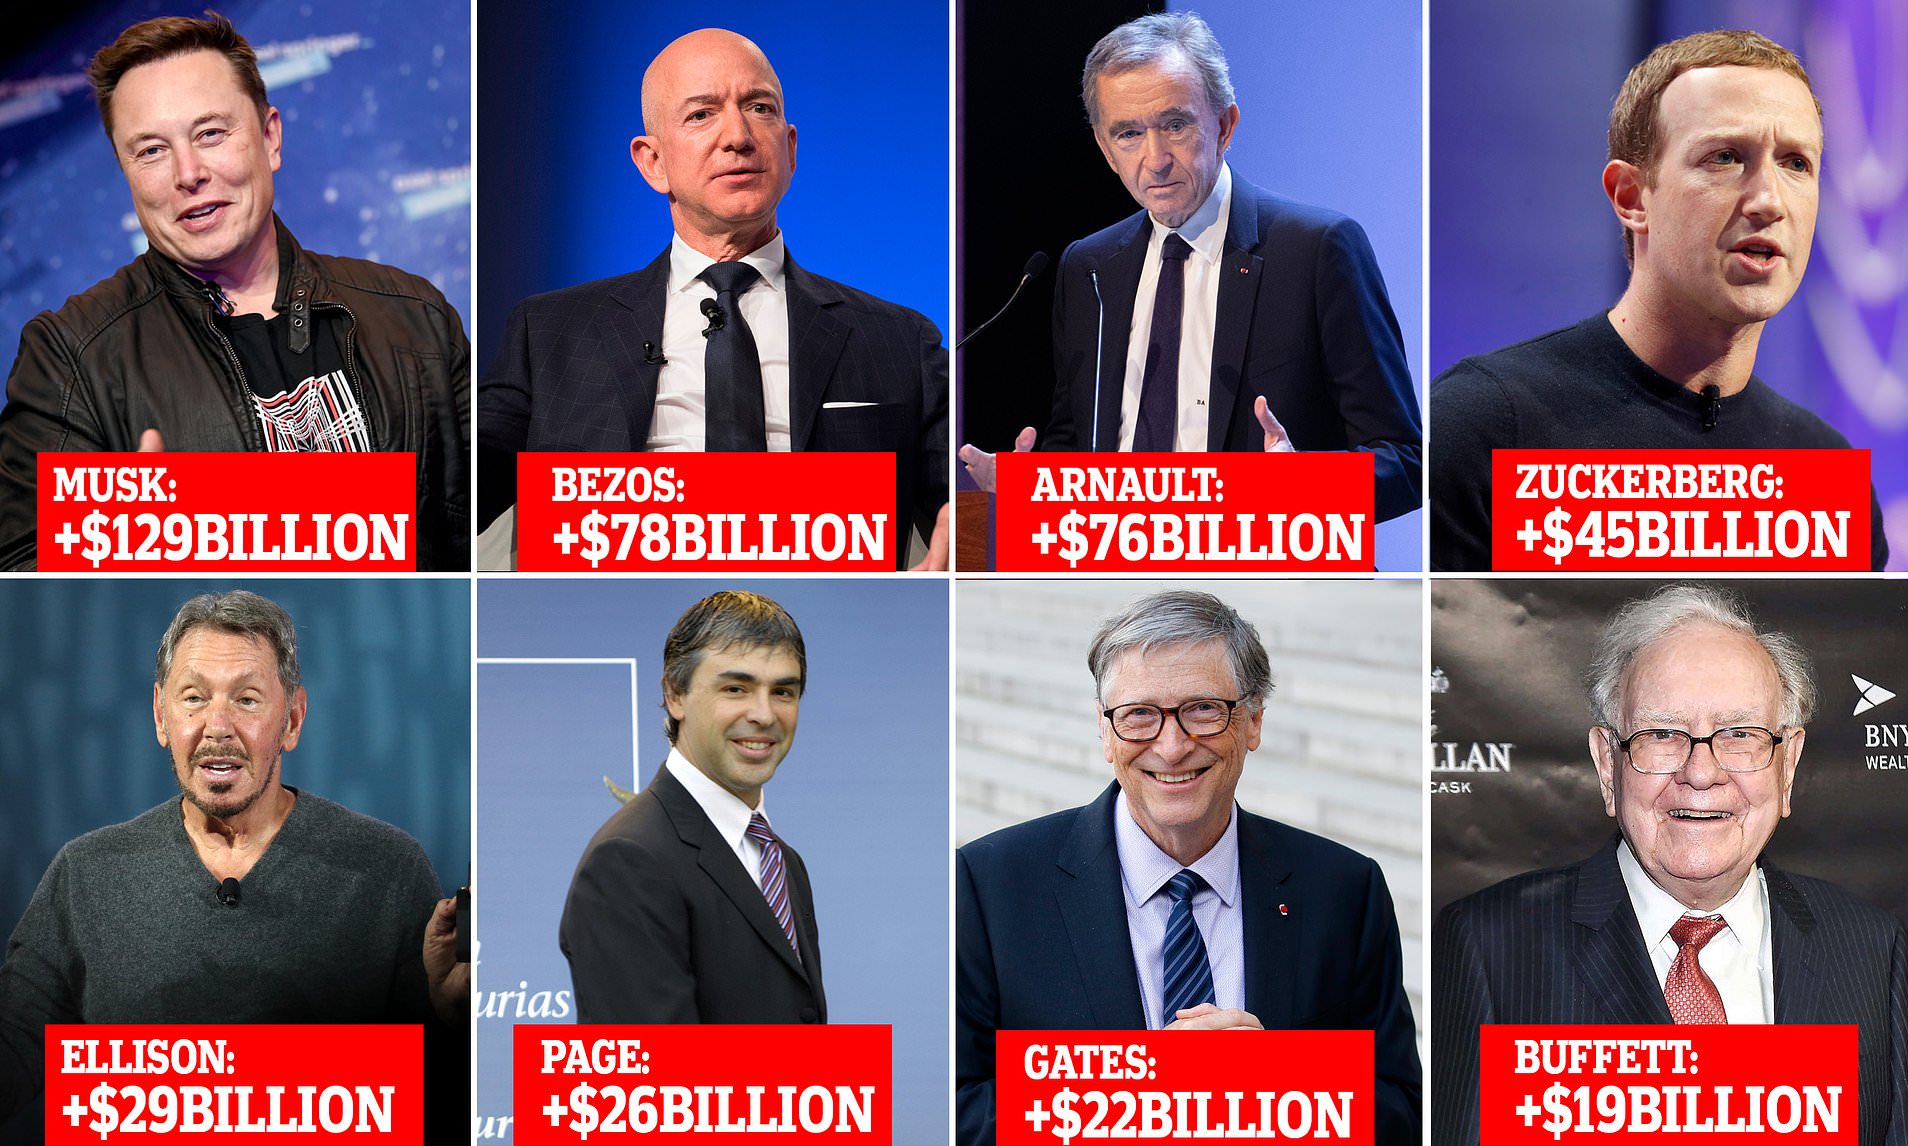 MUSK:
+$129BILLION
BEZOS:
+$78BILLION
BA
ARNAULT:
+$76BILLION
ZUCKERBERG:
+$45BILLION
ELLISON:
+$29BILLION
urias
PAGE:
+$26BILLION
GATES:
+$22BILLION
LLAN
CASK
BNY
WEALT
BUFFETT:
+$19BILLION